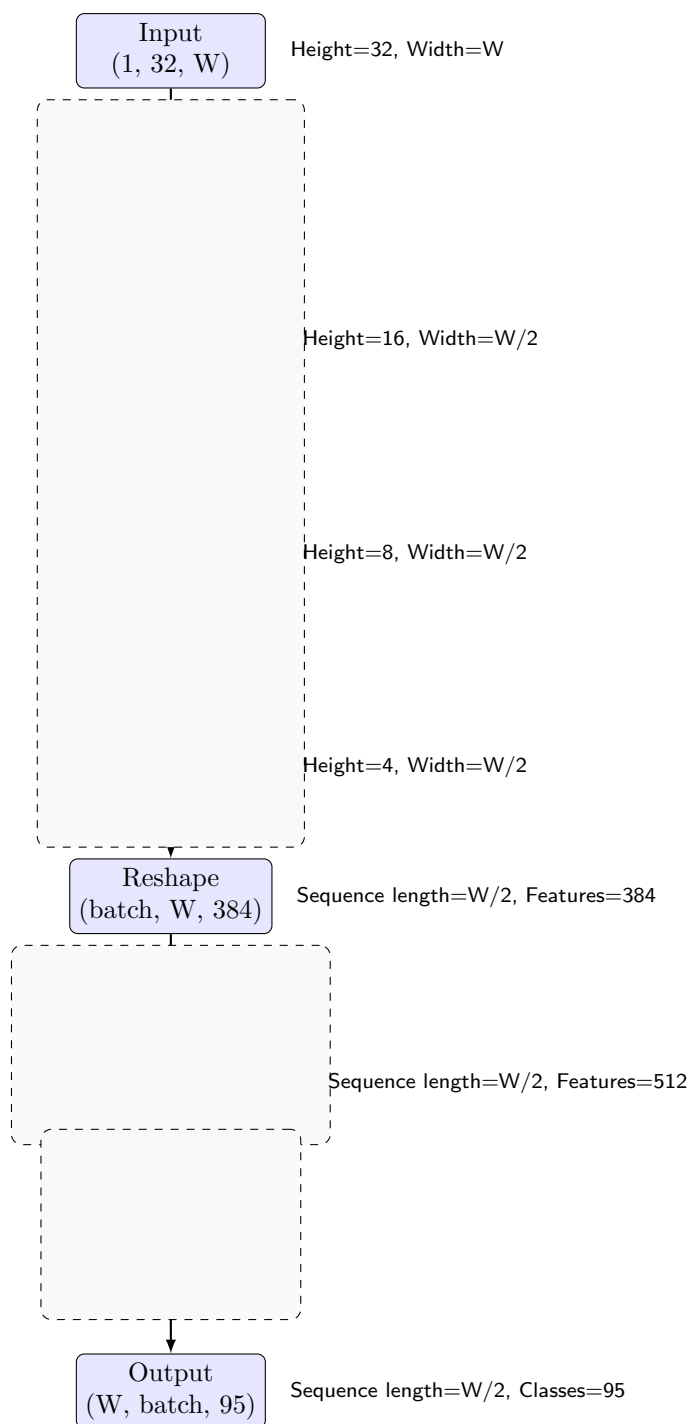 Input
(1, 32, W)
Height=32, Width=W
Height=16, Width=W/2
Height=8, Width=W/2
Height=4, Width=W/2
Reshape
(batch, W, 384)
Sequence length=W/2, Features=384
Sequence length=W/2, Features=512
Output
(W, batch, 95)
Sequence length=W/2, Classes=95